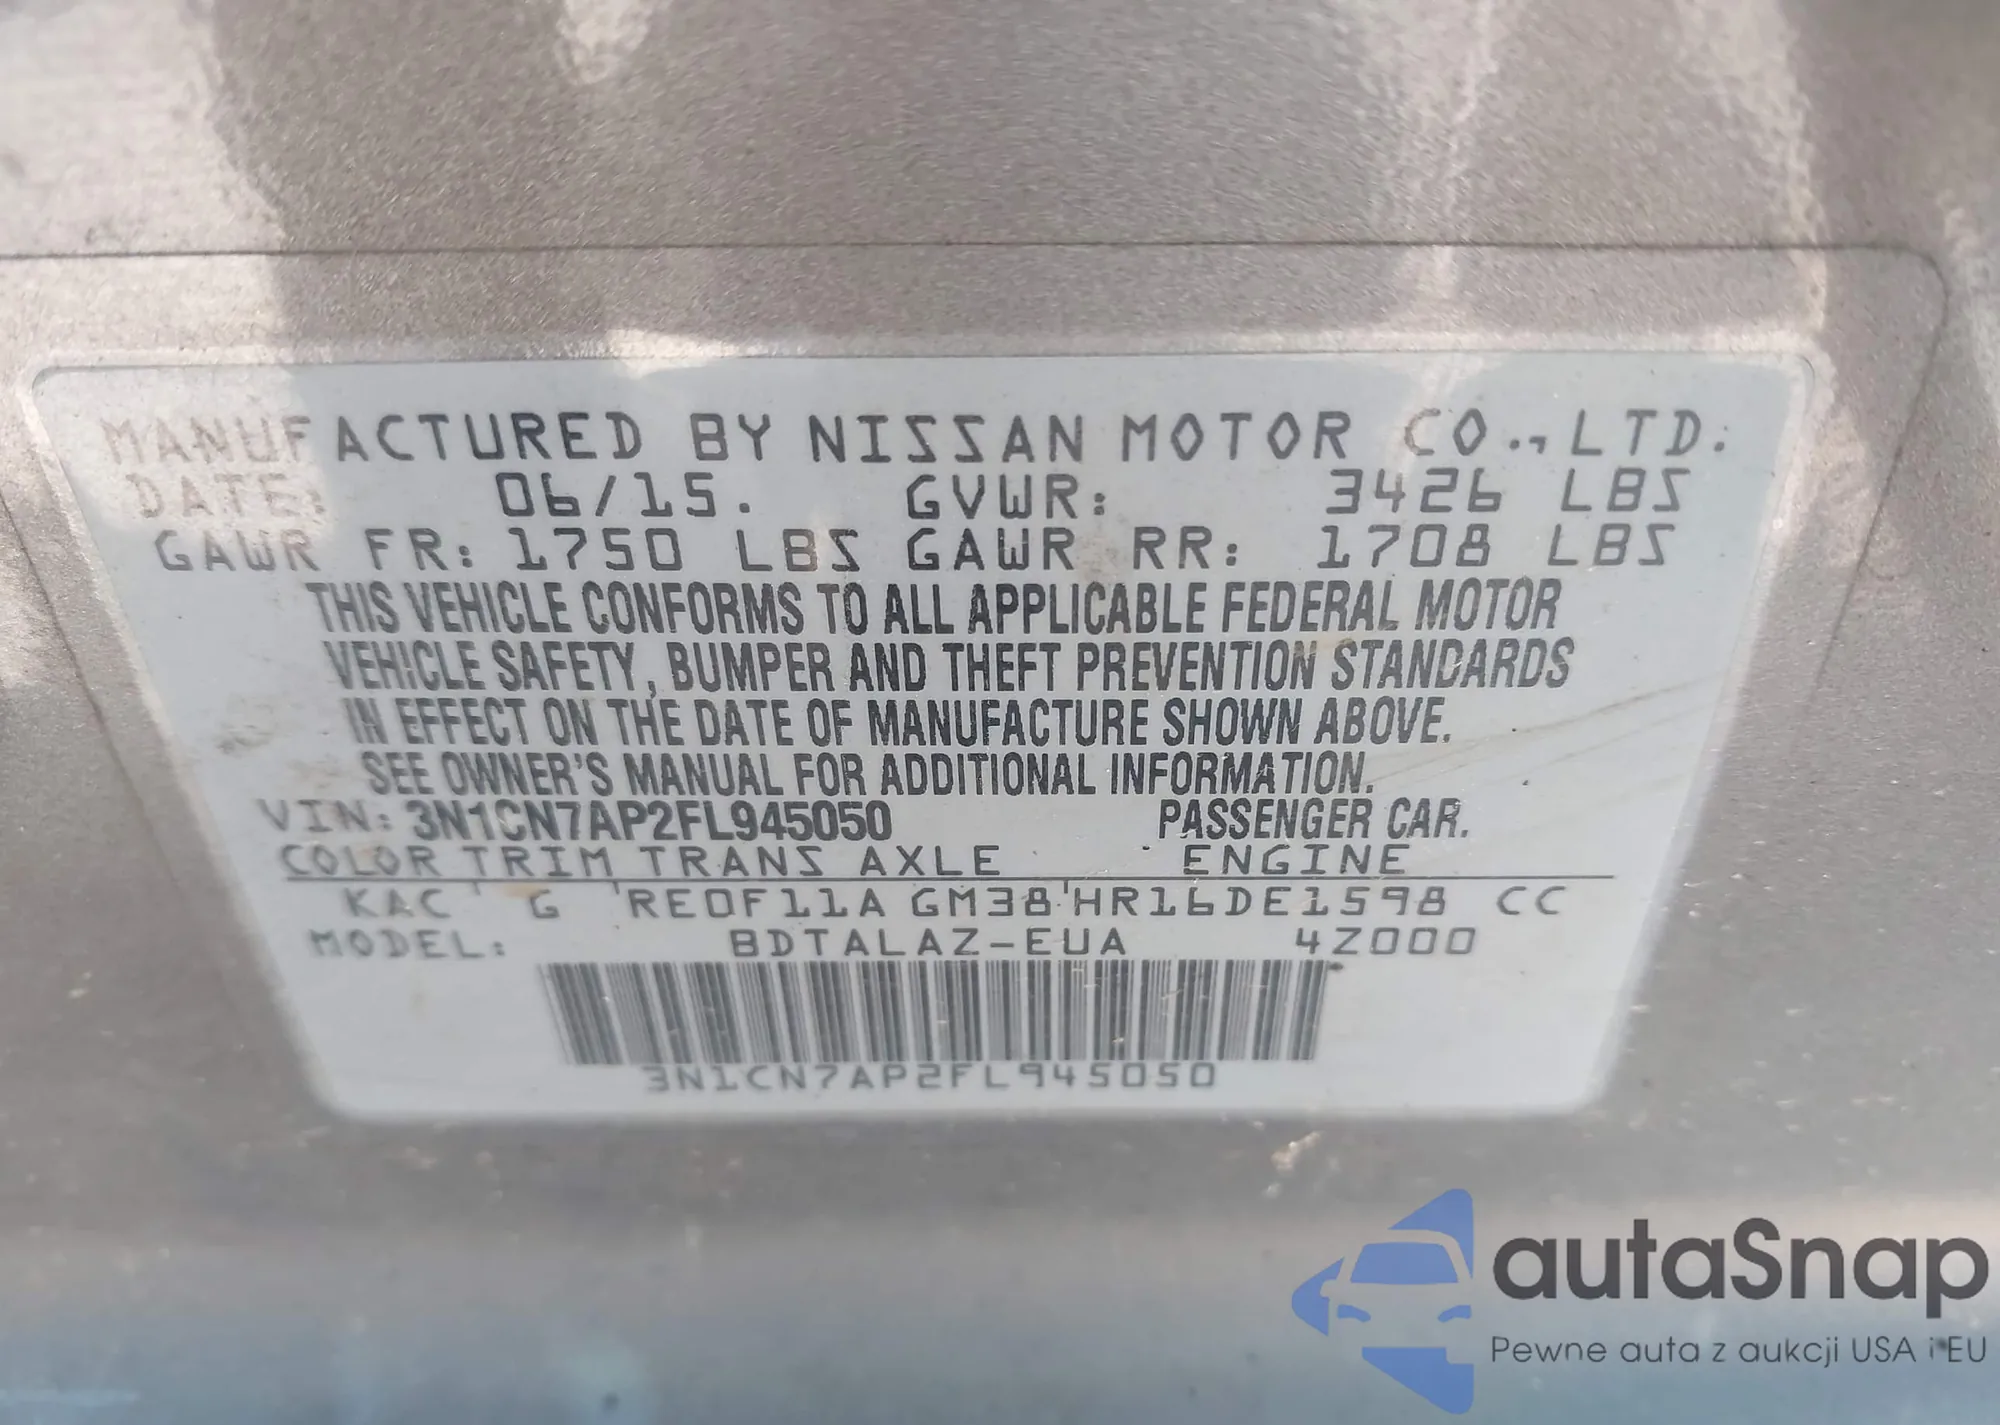 MANUFACTURED BY NISSAN MOTOR CO., LTD.
DATE: 06/15. GVWR: 3426 LBS
GAWR FR: 1750 LBS GAWR RR: 1708 LBS
THIS VEHICLE CONFORMS TO ALL APPLICABLE FEDERAL MOTOR
VEHICLE SAFETY, BUMPER AND THEFT PREVENTION STANDARDS
IN EFFECT ON THE DATE OF MANUFACTURE SHOWN ABOVE.
SEE OWNER'S MANUAL FOR ADDITIONAL INFORMATION.
VIN: 3N1CN7AP2FL945050 PASSENGER CAR.
COLOR TRIM TRANS AXLE ENGINE
KAC G RE0F11A GM38 HR16DE1598 CC
MODEL: BDTALAZ-EUA 4Z000
3N1CN7AP2FL945050
autaSnap
Pewne auta z aukcji USA i EU